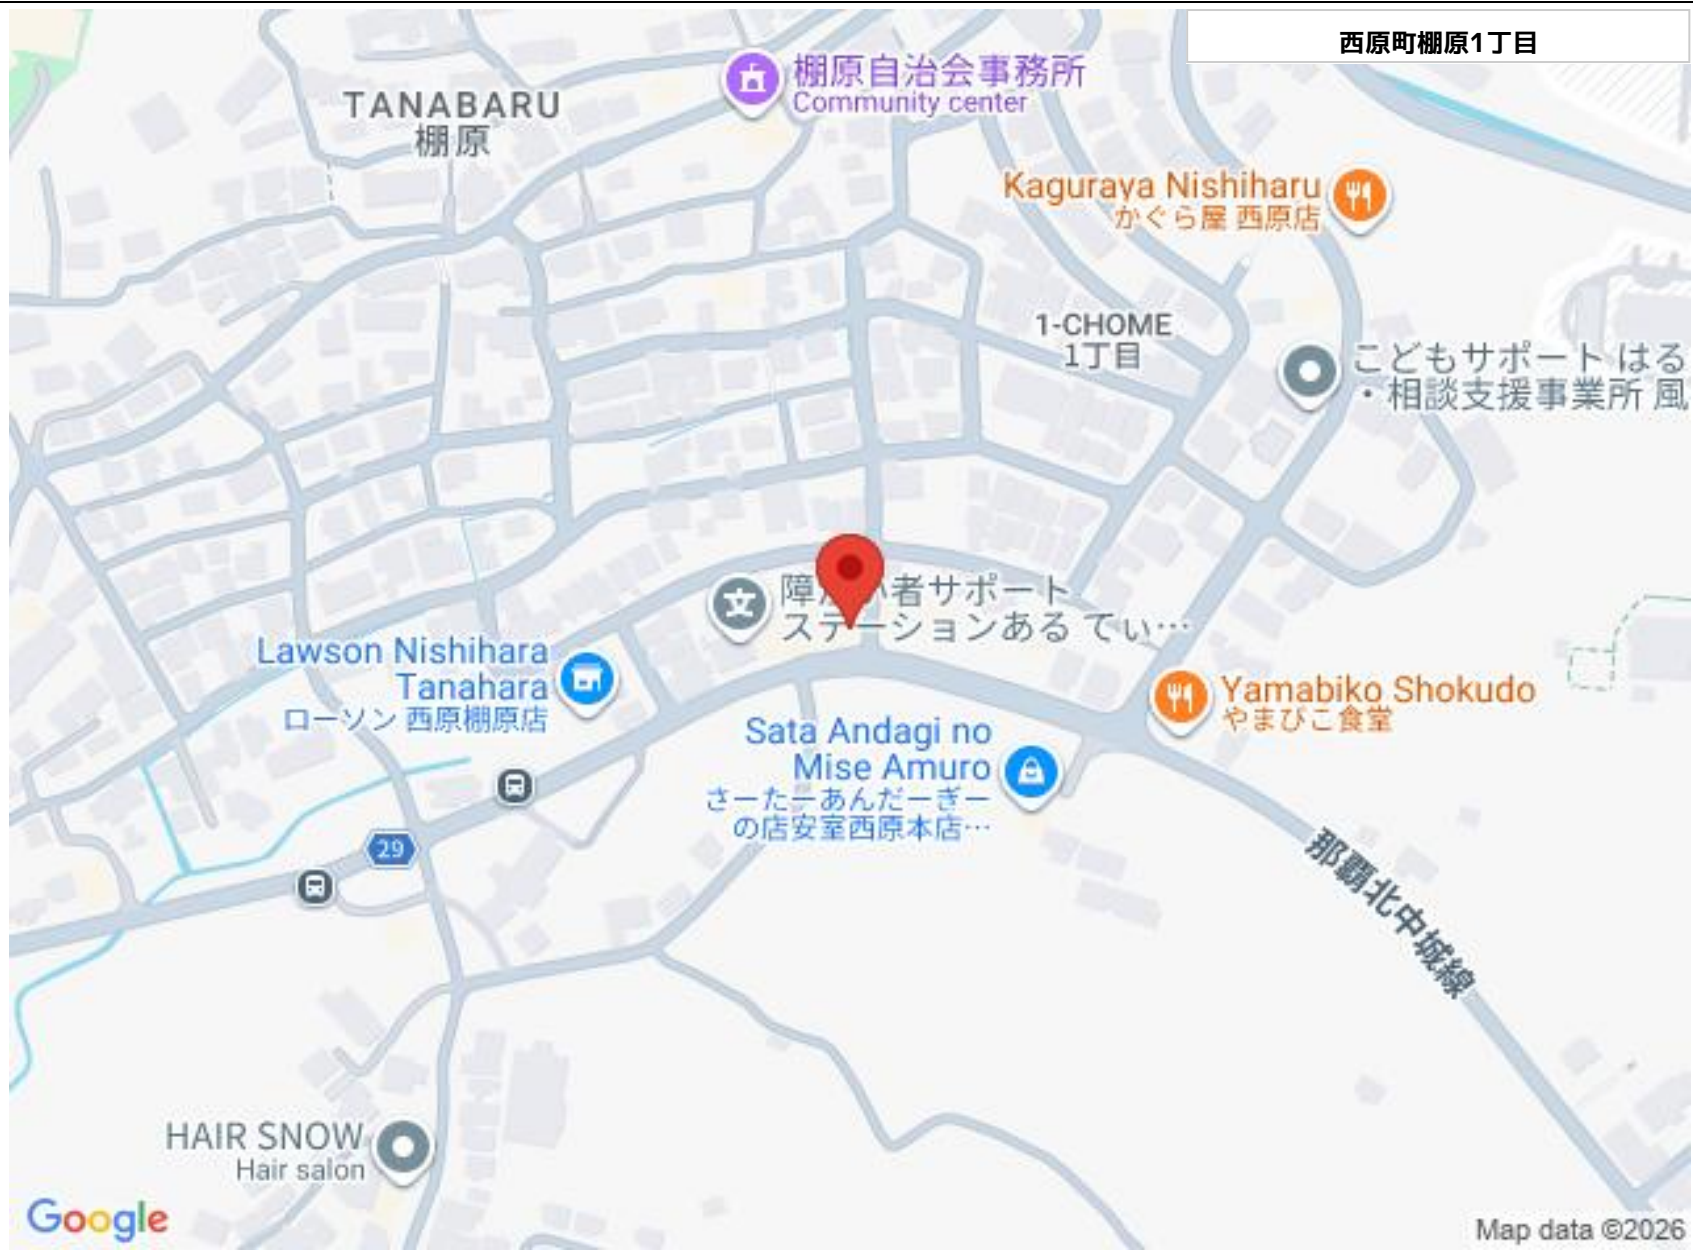 西原町棚原1丁目
棚原自治会事務所
Community center
TANABARU
棚原
Kaguraya Nishiharu
かぐら屋 西原店
1-CHOME
1丁目
こどもサポート はる
・相談支援事業所 風
障がい者サポート
ステーションある てぃ…
Lawson Nishihara
Tanahara
ローソン 西原棚原店
Yamabiko Shokudo
やまびこ食堂
Sata Andagi no
Mise Amuro
さーたーあんだーぎー
の店安室西原本店…
29
那覇北中城線
HAIR SNOW
Hair salon
Google
Map data ©2026